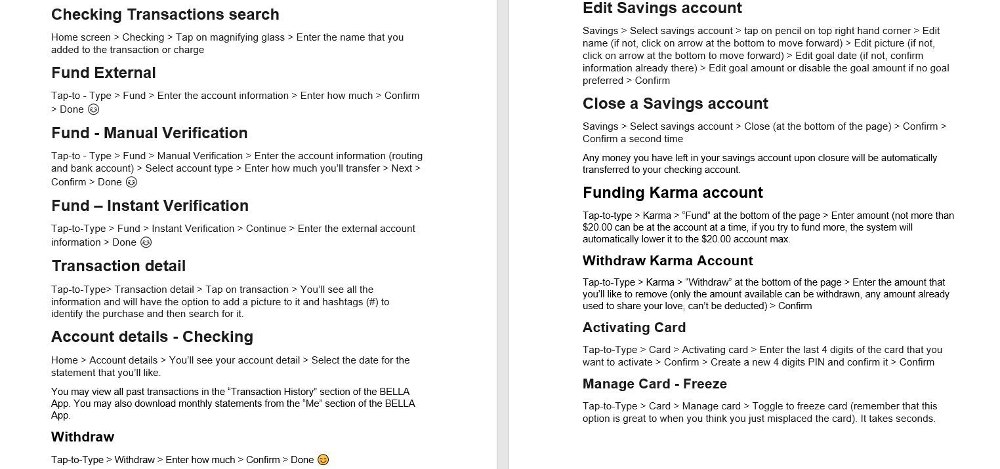 Checking Transactions search
Home screen > Checking > Tap on magnifying glass > Enter the name that you
added to the transaction or charge
Fund External
Tap-to - Type > Fund > Enter the account information > Enter how much > Confirm
> Done 😊
Fund - Manual Verification
Tap-to - Type > Fund > Manual Verification > Enter the account information (routing
and bank account) > Select account type > Enter how much you’ll transfer > Next >
Confirm > Done 😊
Fund – Instant Verification
Tap-to-Type > Fund > Instant Verification > Continue > Enter the external account
information > Done 😊
Transaction detail
Tap-to-Type> Transaction detail > Tap on transaction > You’ll see all the
information and will have the option to add a picture to it and hashtags (#) to
identify the purchase and then search for it.
Account details - Checking
Home > Account details > You’ll see your account detail > Select the date for the
statement that you’ll like.
You may view all past transactions in the “Transaction History” section of the BELLA
App. You may also download monthly statements from the “Me” section of the BELLA
App.
Withdraw
Tap-to-Type > Withdraw > Enter how much > Confirm > Done 😊
Edit Savings account
Savings > Select savings account > tap on pencil on top right hand corner > Edit
name (if not, click on arrow at the bottom to move forward) > Edit picture (if not,
click on arrow at the bottom to move forward) > Edit goal date (if not, confirm
information already there) > Edit goal amount or disable the goal amount if no goal
preferred > Confirm
Close a Savings account
Savings > Select savings account > Close (at the bottom of the page) > Confirm >
Confirm a second time
Any money you have left in your savings account upon closure will be automatically
transferred to your checking account.
Funding Karma account
Tap-to-type > Karma > “Fund” at the bottom of the page > Enter amount (not more than
$20.00 can be at the account at a time, if you try to fund more, the system will
automatically lower it to the $20.00 account max.
Withdraw Karma Account
Tap-to-Type > Karma > “Withdraw” at the bottom of the page > Enter the amount that
you’ll like to remove (only the amount available can be withdrawn, any amount already
used to share your love, can’t be deducted) > Confirm
Activating Card
Tap-to-Type > Card > Activating card > Enter the last 4 digits of the card that you
want to activate > Confirm > Create a new 4 digits PIN and confirm it > Confirm
Manage Card - Freeze
Tap-to-Type > Card > Manage card > Toggle to freeze card (remember that this
option is great to when you think you just misplaced the card). It takes seconds.